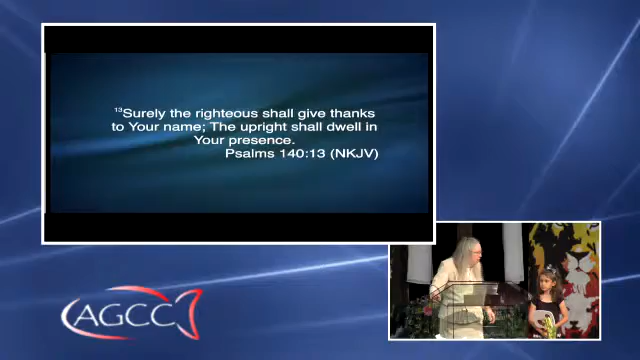 ¹³Surely the righteous shall give thanks
to Your name; The upright shall dwell in
Your presence.
Psalms 140:13 (NKJV)
AGCC